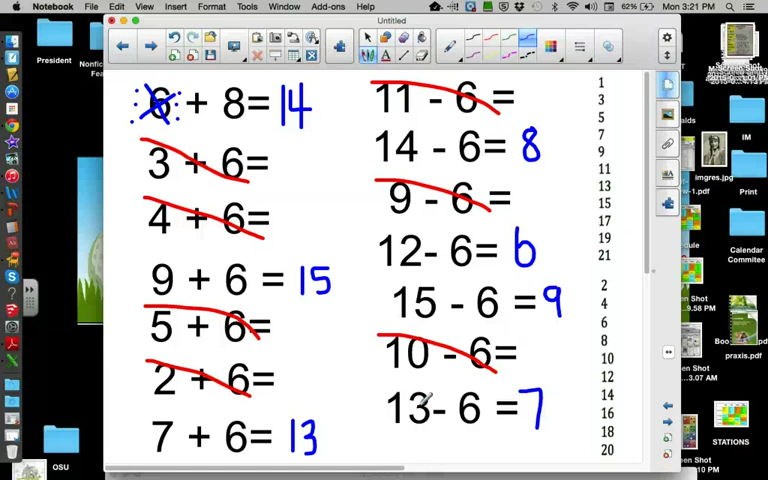 SMART Notebook File Edit View Insert Format Tools Window Add-ons Help 62% Mon 3:21 PM
Untitled
President
OSU
6 + 8= 14
3 + 6=
4 + 6=
9 + 6 = 15
5 + 6=
2 + 6=
7 + 6= 13
11 - 6 =
14 - 6= 8
9 - 6 =
12- 6= 6
15 - 6 = 9
10 - 6=
13- 6 = 7
1
3
5
7
9
11
13
15
17
19
21
2
4
6
8
10
12
14
16
18
20
IM
imgres.jpg
Print
Calendar
Commitee
praxis.pdf
STATIONS